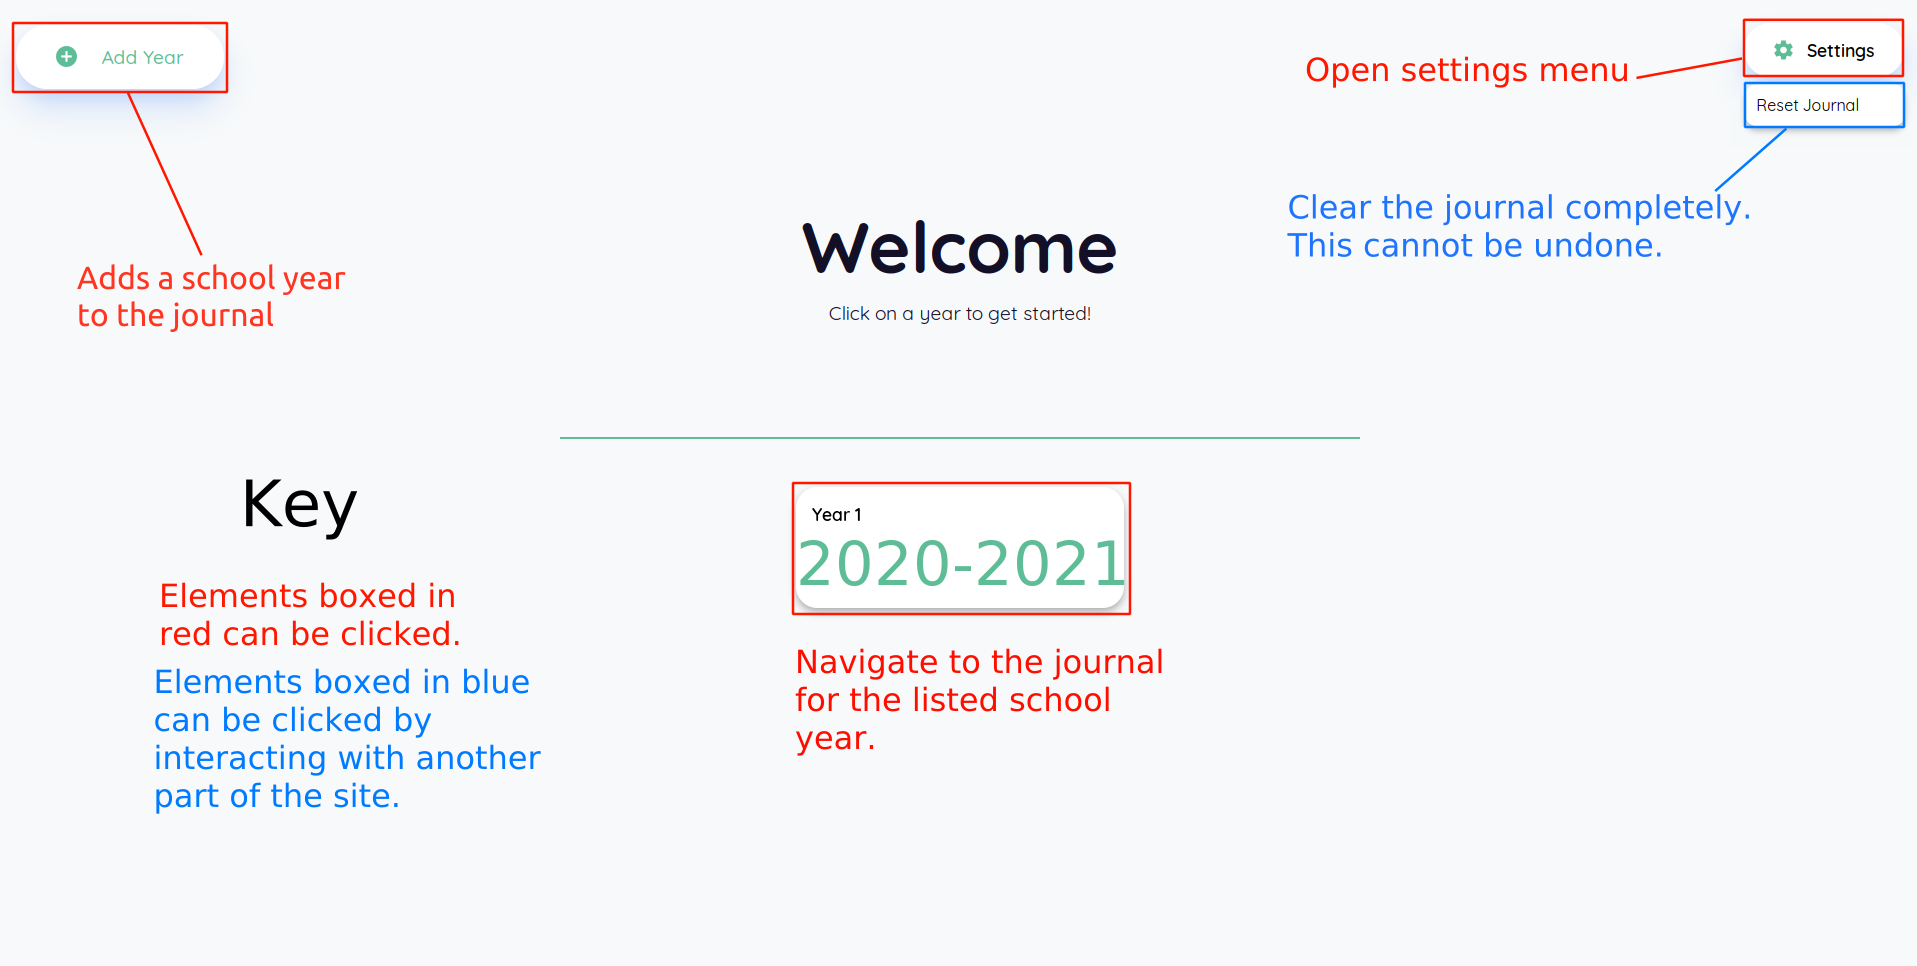 Add Year
Adds a school year
to the journal
Open settings menu
Settings
Reset Journal
Clear the journal completely.
This cannot be undone.
Welcome
Click on a year to get started!
Key
Elements boxed in
red can be clicked.
Elements boxed in blue
can be clicked by
interacting with another
part of the site.
Year 1
2020-2021
Navigate to the journal
for the listed school
year.